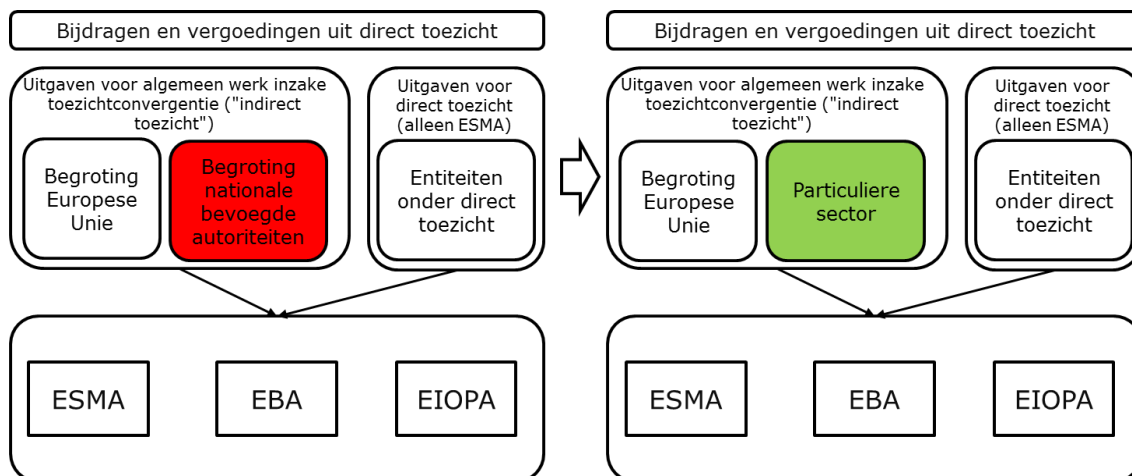 Bijdragen en vergoedingen uit direct toezicht
Uitgaven voor algemeen werk inzake
toezichtconvergentie ("indirect
toezicht")
Begroting
Europese
Unie
Begroting
nationale
bevoegde
autoriteiten
Uitgaven voor
direct toezicht
(alleen ESMA)
Entiteiten
onder direct
toezicht
ESMA
EBA
EIOPA
Bijdragen en vergoedingen uit direct toezicht
Uitgaven voor algemeen werk inzake
toezichtconvergentie ("indirect
toezicht")
Begroting
Europese
Unie
Particuliere
sector
Uitgaven voor
direct toezicht
(alleen ESMA)
Entiteiten
onder direct
toezicht
ESMA
EBA
EIOPA